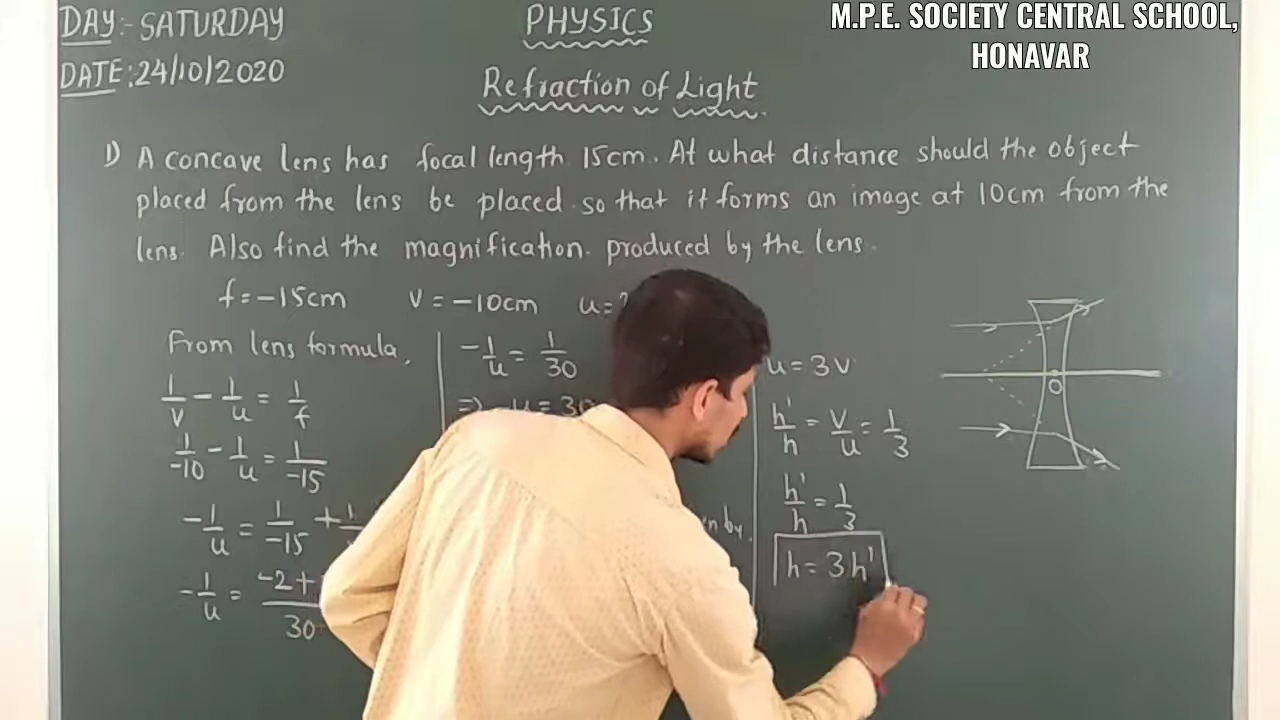 DAY:- SATURDAY
DATE: 24/10/2020
PHYSICS
M.P.E. SOCIETY CENTRAL SCHOOL,
HONAVAR
Refraction of Light
1) A concave lens has focal length 15cm. At what distance should the object
placed from the lens be placed so that it forms an image at 10cm from the
lens. Also find the magnification produced by the lens.
f = -15cm v = -10cm u = ?
From lens formula,
1/v - 1/u = 1/f
1/-10 - 1/u = 1/-15
-1/u = 1/-15 + 1/
-1/u = -2+ /30
-1/u = 1/30
=> -u = 30
by.
u = 3v
h'/h = v/u = 1/3
h'/h = 1/3
h = 3h'
O